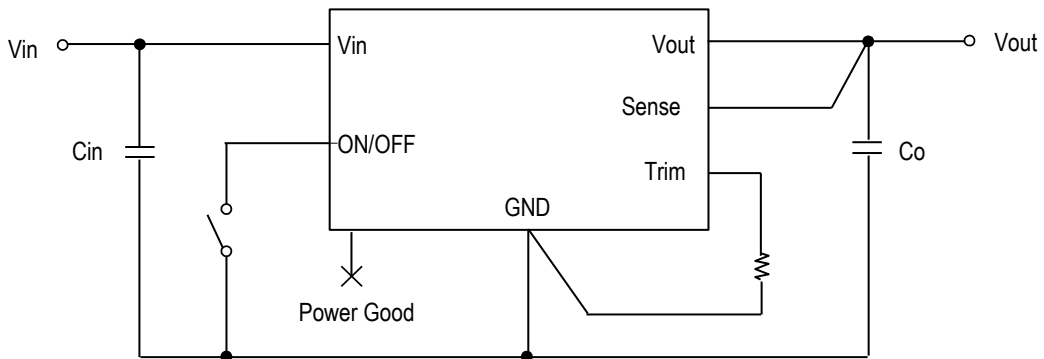 Vin
Vin
Vout
Vout
Sense
ON/OFF
Cin
Co
Trim
GND
Power Good